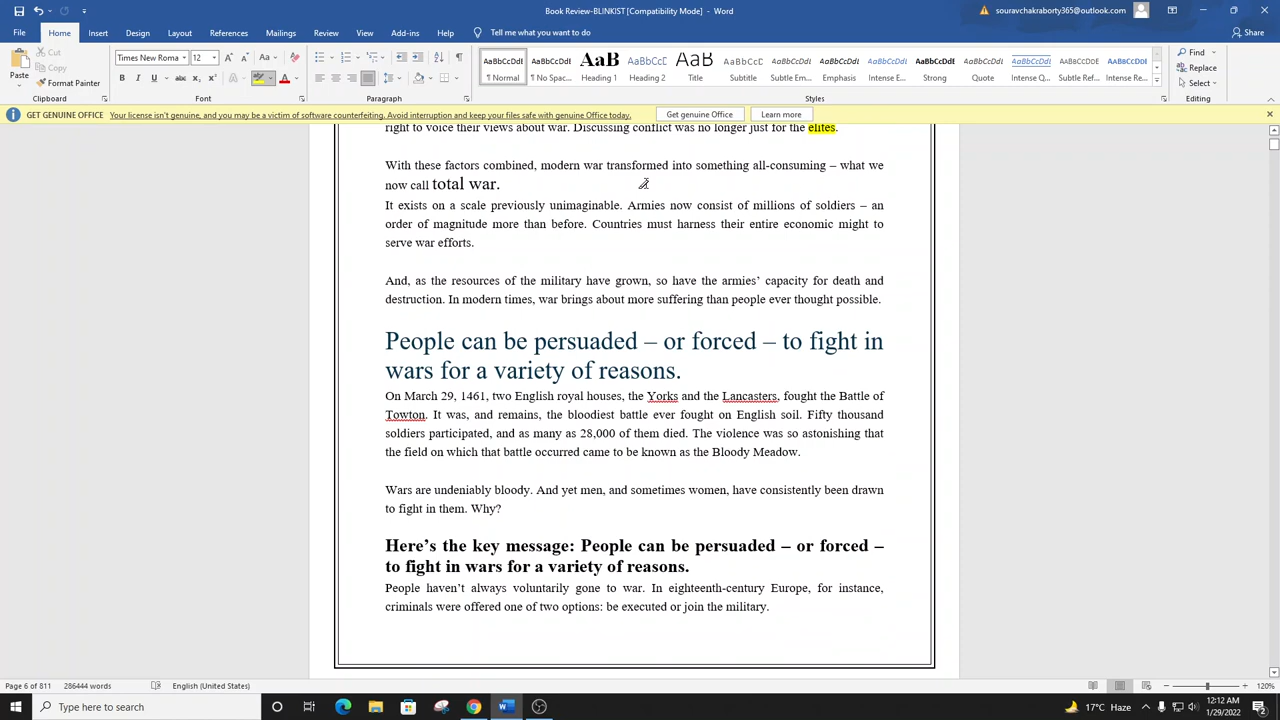 Book Review-BLINKIST [Compatibility Mode] - Word
souravchakraborty365@outlook.com
File Home Insert Draw Design Layout References Mailings Review View Add-ins Help Tell me what you want to do Share
Cut
Copy
Format Painter
Paste
Clipboard
Times New Roma 12
Font
Paragraph
AaBbCcDdI AaBbCcDdI AaB AaBbCcD AaB AaBbCcD AaBbCcDdI AaBbCcDdI AaBbCcDdI AaBbCcDdI AaBbCcDdI AaBbCcDdI AaBbCcDdI AaBbCcDdI
¶ Normal ¶ No Spac... Heading 1 Heading 2 Title Subtitle Subtle Em... Emphasis Intense E... Strong Quote Intense Q... Subtle Ref... Intense Re...
Styles
Find
Replace
Select
Editing
GET GENUINE OFFICE Your license isn't genuine, and you may be a victim of software counterfeiting. Avoid interruption and keep your files safe with genuine Office today. Get genuine Office Learn more
right to voice their views about war. Discussing conflict was no longer just for the elites.
With these factors combined, modern war transformed into something all-consuming – what we
now call total war.
It exists on a scale previously unimaginable. Armies now consist of millions of soldiers – an
order of magnitude more than before. Countries must harness their entire economic might to
serve war efforts.
And, as the resources of the military have grown, so have the armies’ capacity for death and
destruction. In modern times, war brings about more suffering than people ever thought possible.
People can be persuaded – or forced – to fight in
wars for a variety of reasons.
On March 29, 1461, two English royal houses, the Yorks and the Lancasters, fought the Battle of
Towton. It was, and remains, the bloodiest battle ever fought on English soil. Fifty thousand
soldiers participated, and as many as 28,000 of them died. The violence was so astonishing that
the field on which that battle occurred came to be known as the Bloody Meadow.
Wars are undeniably bloody. And yet men, and sometimes women, have consistently been drawn
to fight in them. Why?
Here’s the key message: People can be persuaded – or forced –
to fight in wars for a variety of reasons.
People haven’t always voluntarily gone to war. In eighteenth-century Europe, for instance,
criminals were offered one of two options: be executed or join the military.
Page 6 of 811 286444 words English (United States) 120%
Type here to search
17°C Haze
12:12 AM
1/29/2022